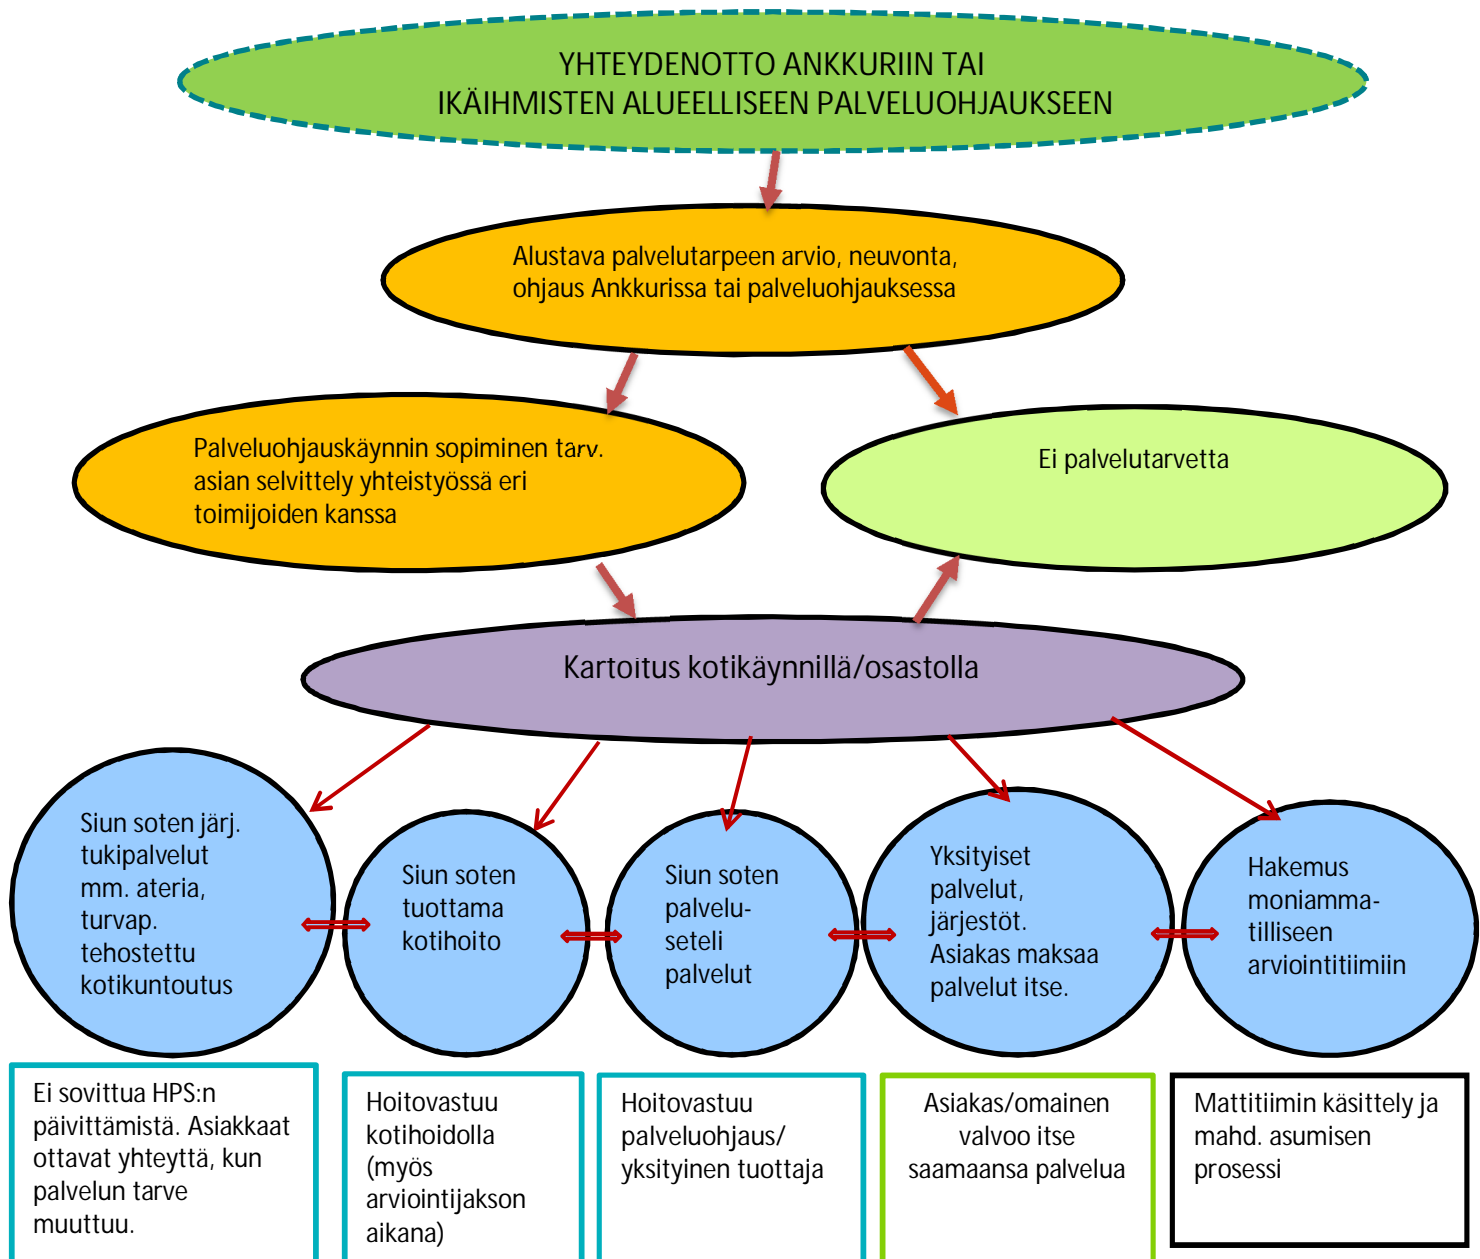 YHTEYDENOTTO ANKKURIIN TAI
IKÄIHMISTEN ALUEELLISEEN PALVELUOHJAUKSEEN
Alustava palvelutarpeen arvio, neuvonta,
ohjaus Ankkurissa tai palveluohjauksessa
Palveluohjauskäynnin sopiminen tarv.
asian selvittely yhteistyössä eri
toimijoiden kanssa
Ei palvelutarvetta
Kartoitus kotikäynnillä/osastolla
Siun soten järj.
tukipalvelut
mm. ateria,
turvap.
tehostettu
kotikuntoutus
Siun soten
tuottama
kotihoito
Siun soten
palvelu-
seteli
palvelut
Yksityiset
palvelut,
järjestöt.
Asiakas maksaa
palvelut itse.
Hakemus
moniamma-
tilliseen
arviointitiimiin
Ei sovittua HPS:n
päivittämistä. Asiakkaat
ottavat yhteyttä, kun
palvelun tarve
muuttuu.
Hoitovastuu
kotihoidolla
(myös
arviointijakson
aikana)
Hoitovastuu
palveluohjaus/
yksityinen tuottaja
Asiakas/omainen
valvoo itse
saamaansa palvelua
Mattitiimin käsittely ja
mahd. asumisen
prosessi